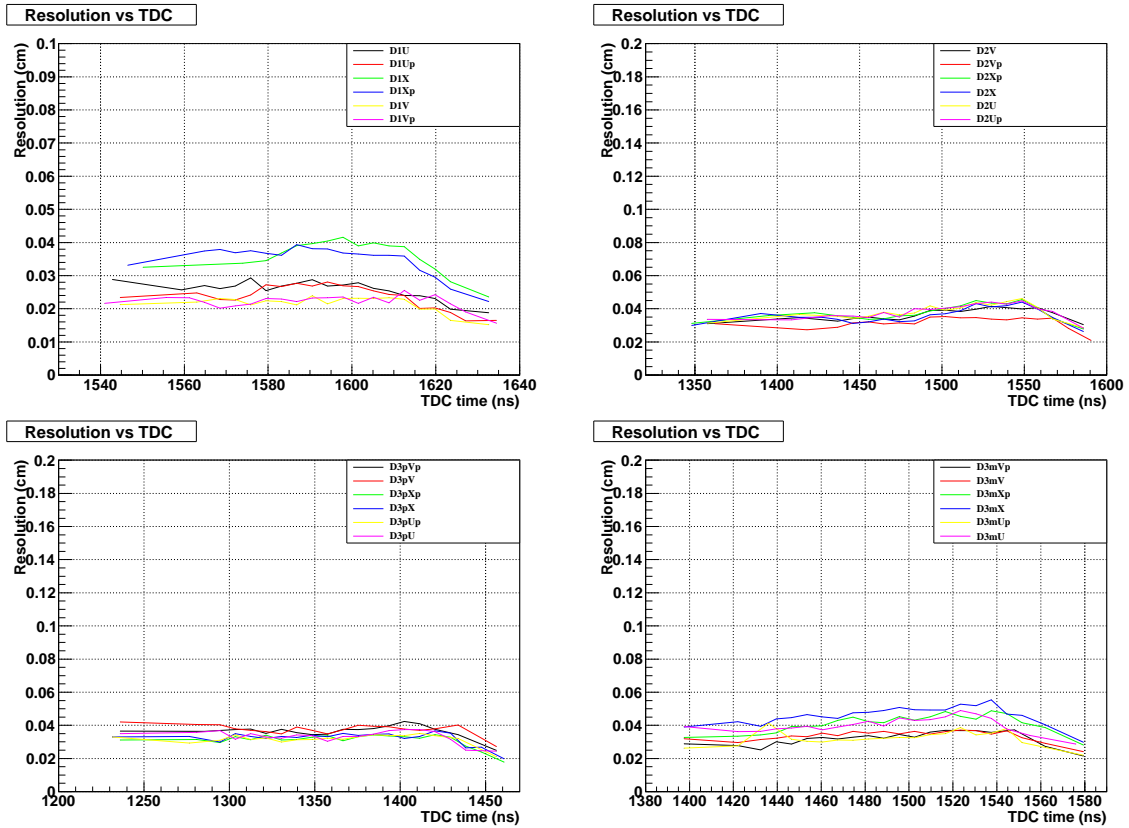 Resolution vs TDC
Resolution (cm)
0.1
0.09
0.08
0.07
0.06
0.05
0.04
0.03
0.02
0.01
0
D1U
D1Up
D1X
D1Xp
D1V
D1Vp
1540 1560 1580 1600 1620 1640
TDC time (ns)
Resolution vs TDC
Resolution (cm)
0.2
0.18
0.16
0.14
0.12
0.1
0.08
0.06
0.04
0.02
0
D2V
D2Vp
D2Xp
D2X
D2U
D2Up
1350 1400 1450 1500 1550 1600
TDC time (ns)
Resolution vs TDC
Resolution (cm)
0.2
0.18
0.16
0.14
0.12
0.1
0.08
0.06
0.04
0.02
0
D3pVp
D3pV
D3pXp
D3pX
D3pUp
D3pU
1200 1250 1300 1350 1400 1450
TDC time (ns)
Resolution vs TDC
Resolution (cm)
0.2
0.18
0.16
0.14
0.12
0.1
0.08
0.06
0.04
0.02
0
D3mVp
D3mV
D3mXp
D3mX
D3mUp
D3mU
1380 1400 1420 1440 1460 1480 1500 1520 1540 1560 1580
TDC time (ns)